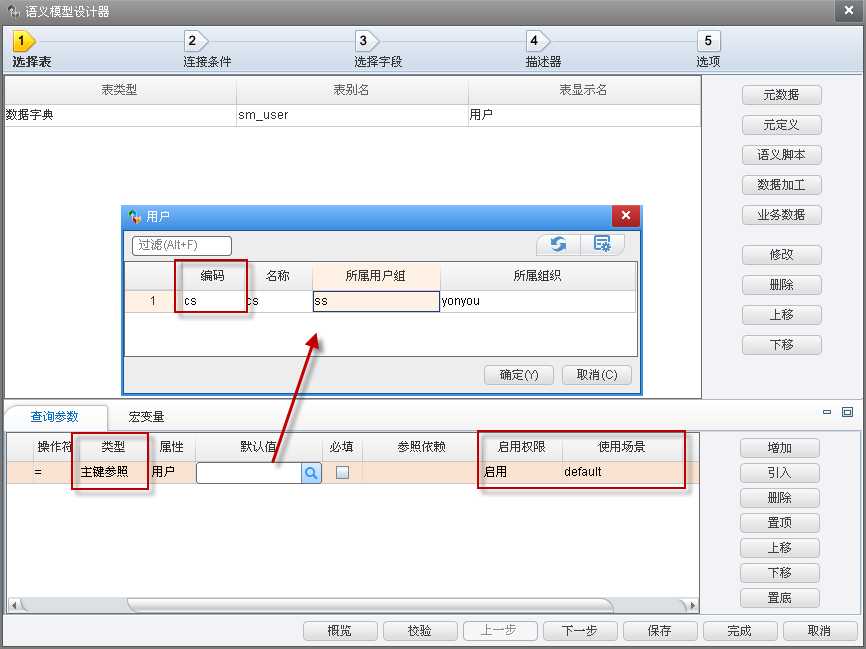 语义模型设计器
1 2 3 4 5
选择表 连接条件 选择字段 描述器 选项
表类型 表别名 表显示名
数据字典 sm_user 用户
元数据
元定义
语义脚本
数据加工
业务数据
修改
删除
上移
下移
用户
过滤(Alt+F)
编码 名称 所属用户组 所属组织
1 cs cs ss yonyou
确定(Y) 取消(C)
查询参数 宏变量
操作符 类型 属性 默认值 必填 参照依赖 启用权限 使用场景
= 主键参照 用户 启用 default
增加
引入
删除
置顶
上移
下移
置底
概览 校验 上一步 下一步 保存 完成 取消